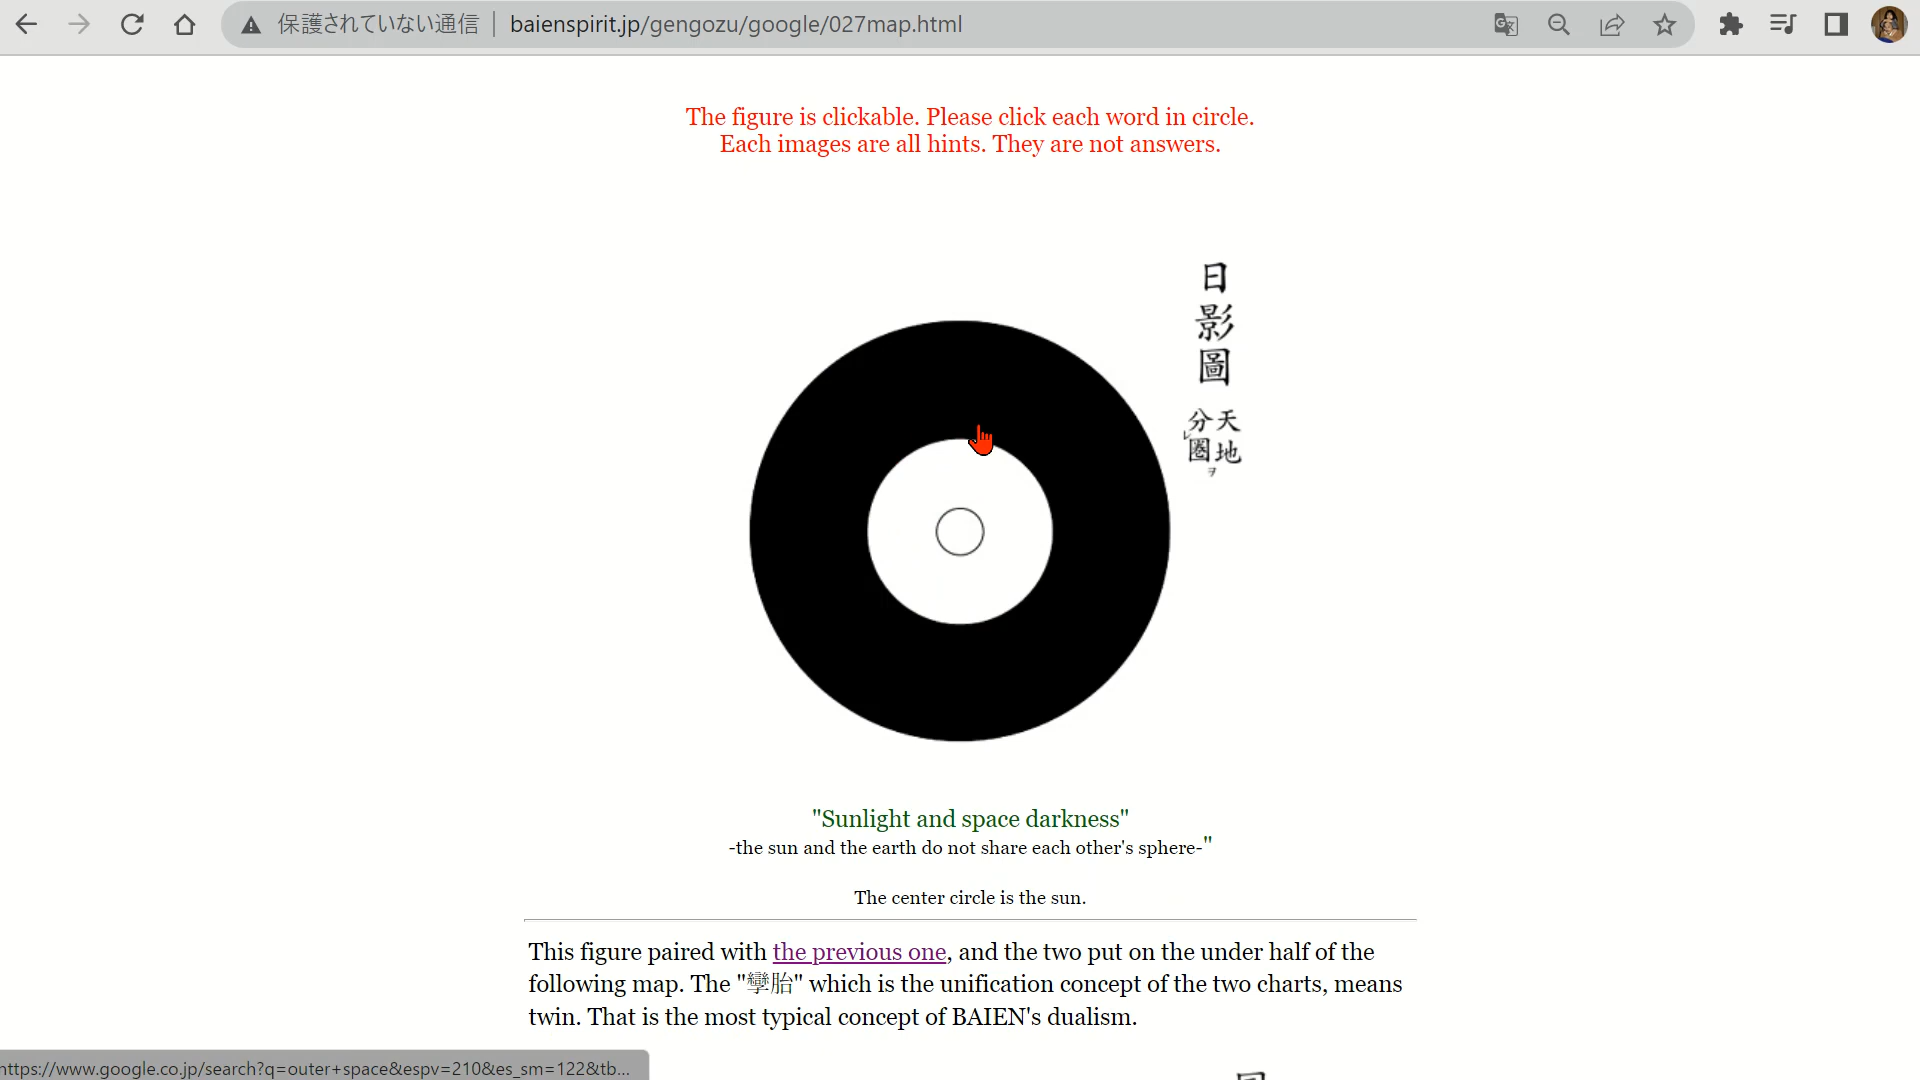 保護されていない通信 | baienspirit.jp/gengozu/google/027map.html
The figure is clickable. Please click each word in circle.
Each images are all hints. They are not answers.
日影圖
天地
分圏
ヲ
"Sunlight and space darkness"
-the sun and the earth do not share each other's sphere-"
The center circle is the sun.
This figure paired with the previous one, and the two put on the under half of the
following map. The "孿胎" which is the unification concept of the two charts, means
twin. That is the most typical concept of BAIEN's dualism.
https://www.google.co.jp/search?q=outer+space&espv=210&es_sm=122&tb...